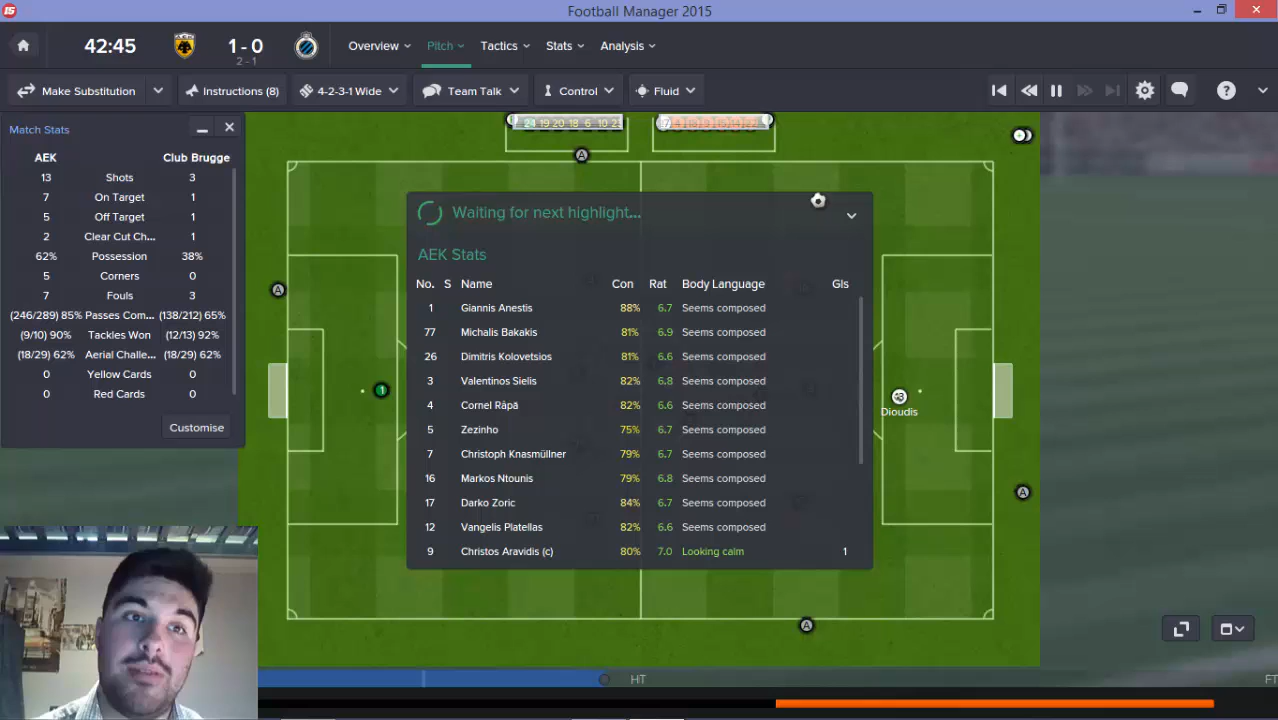 15 Football Manager 2015
42:45 1 - 0 Overview Pitch Tactics Stats Analysis
2 - 1
Make Substitution Instructions (8) 4-2-3-1 Wide Team Talk Control Fluid ?
Match Stats
AEK Club Brugge
13 Shots 3
7 On Target 1
5 Off Target 1
2 Clear Cut Ch... 1
62% Possession 38%
5 Corners 0
7 Fouls 3
(246/289) 85% Passes Com... (138/212) 65%
(9/10) 90% Tackles Won (12/13) 92%
(18/29) 62% Aerial Challe... (18/29) 62%
0 Yellow Cards 0
0 Red Cards 0
Customise
19 20 18 6 10
A
A
1
Dioudis
A
A
Waiting for next highlight...
AEK Stats
No. S Name Con Rat Body Language Gls
1 Giannis Anestis 88% 6.7 Seems composed
77 Michalis Bakakis 81% 6.9 Seems composed
26 Dimitris Kolovetsios 81% 6.6 Seems composed
3 Valentinos Sielis 82% 6.8 Seems composed
4 Cornel Râpă 82% 6.6 Seems composed
5 Zezinho 75% 6.7 Seems composed
7 Christoph Knasmüllner 79% 6.7 Seems composed
16 Markos Ntounis 79% 6.8 Seems composed
17 Darko Zoric 84% 6.7 Seems composed
12 Vangelis Platellas 82% 6.6 Seems composed
9 Christos Aravidis (c) 80% 7.0 Looking calm 1
HT FT